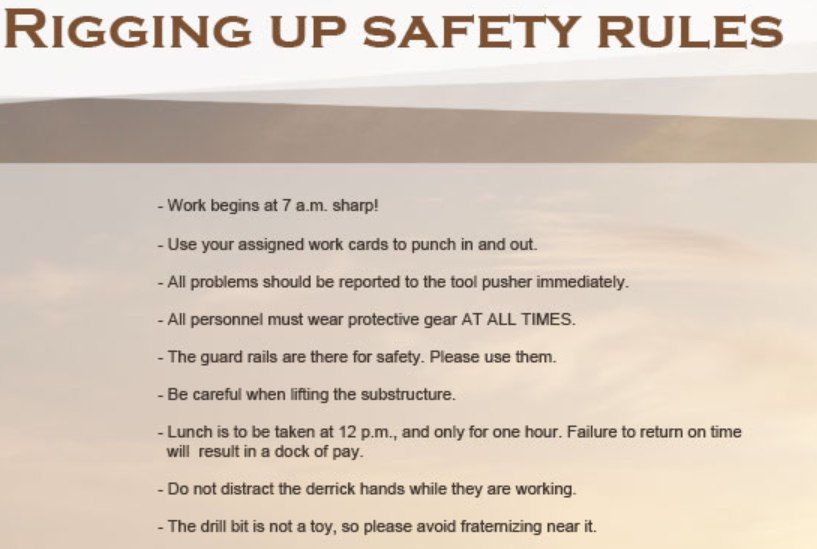 RIGGING UP SAFETY RULES
- Work begins at 7 a.m. sharp!
- Use your assigned work cards to punch in and out.
- All problems should be reported to the tool pusher immediately.
- All personnel must wear protective gear AT ALL TIMES.
- The guard rails are there for safety. Please use them.
- Be careful when lifting the substructure.
- Lunch is to be taken at 12 p.m., and only for one hour. Failure to return on time
will result in a dock of pay.
- Do not distract the derrick hands while they are working.
- The drill bit is not a toy, so please avoid fraternizing near it.